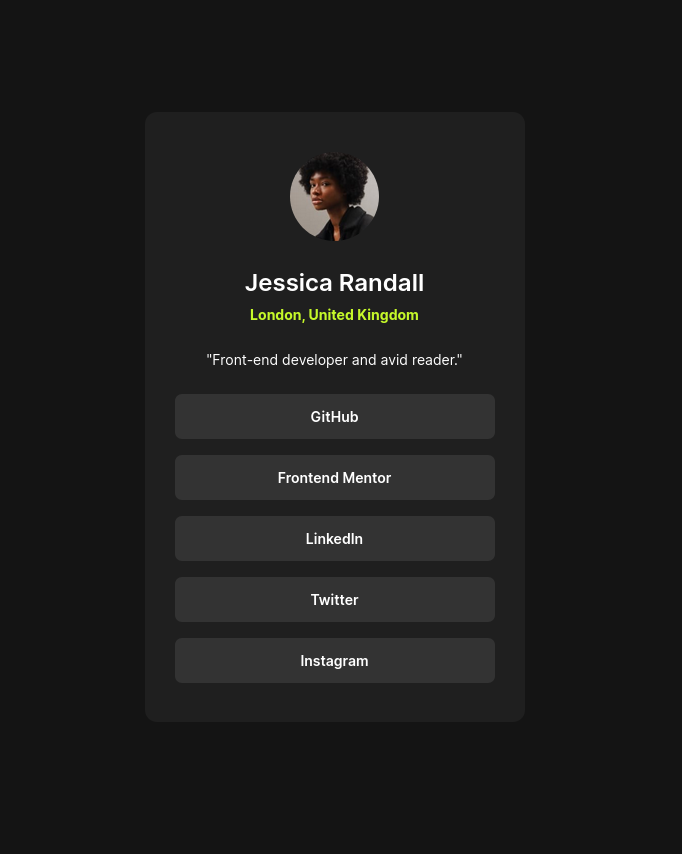 Jessica Randall
London, United Kingdom
"Front-end developer and avid reader."
GitHub
Frontend Mentor
LinkedIn
Twitter
Instagram